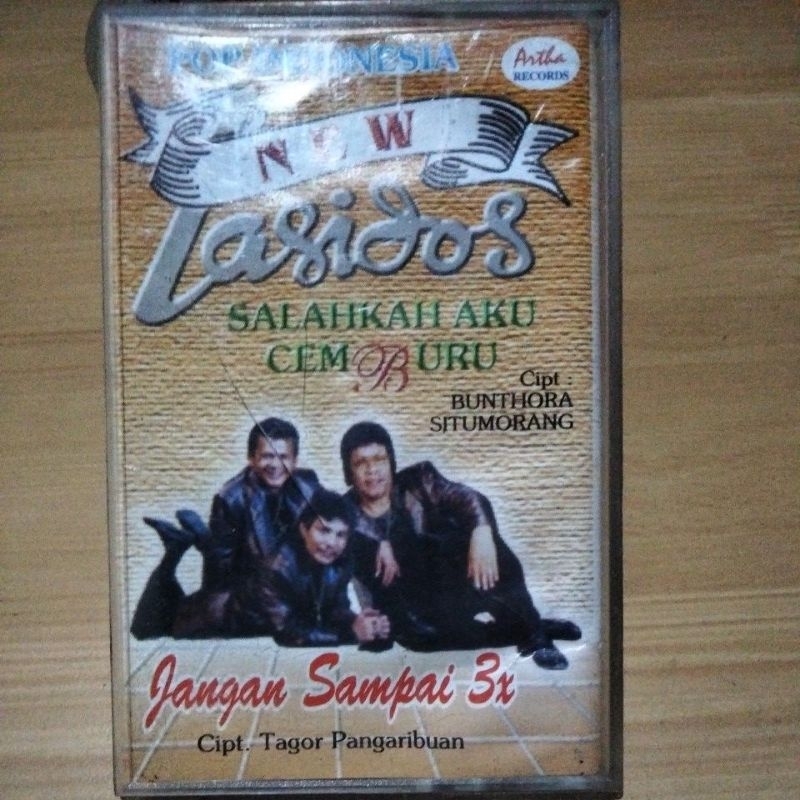 POP INDONESIA
Artha
RECORDS
NEW
Lasidos
SALAHKAH AKU
CEMBURU
Cipt :
BUNTHORA
SITUMORANG
Jangan Sampai 3x
Cipt. Tagor Pangaribuan